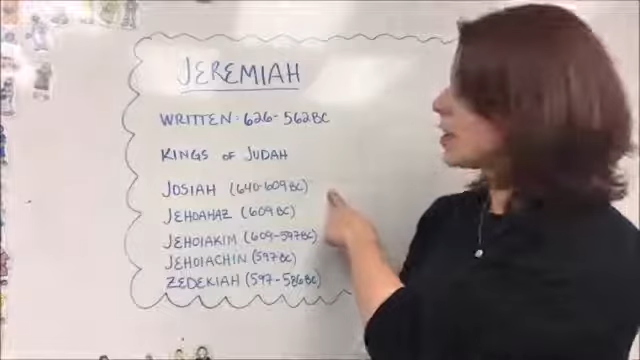 JEREMIAH
WRITTEN: 626-562BC
KINGS OF JUDAH
JOSIAH (640-609BC)
JEHOAHAZ (609BC)
JEHOIAKIM (609-597BC)
JEHOIACHIN (597BC)
ZEDEKIAH (597-586BC)